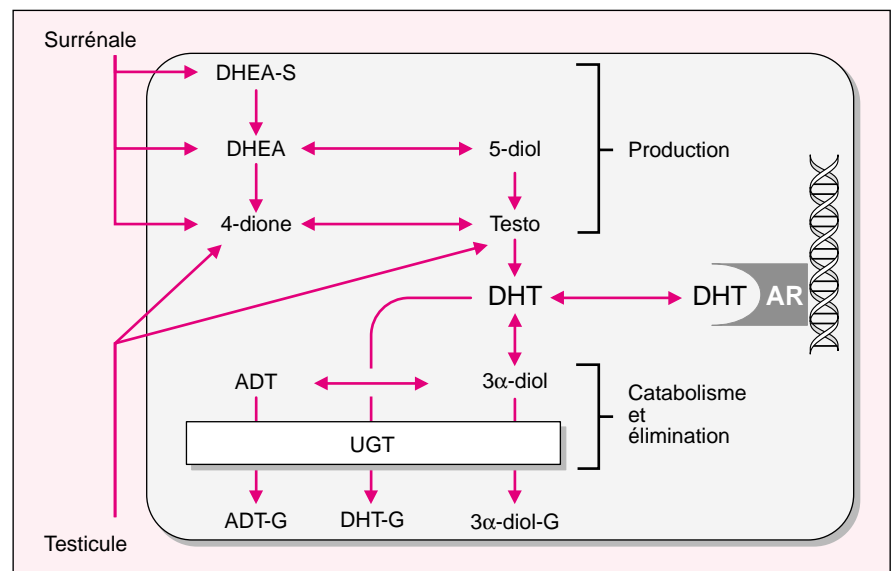 Surrénale
DHEA-S
DHEA
5-diol
Production
4-dione
Testo
DHT
DHT
AR
ADT
3α-diol
Catabolisme
et
élimination
UGT
ADT-G
DHT-G
3α-diol-G
Testicule